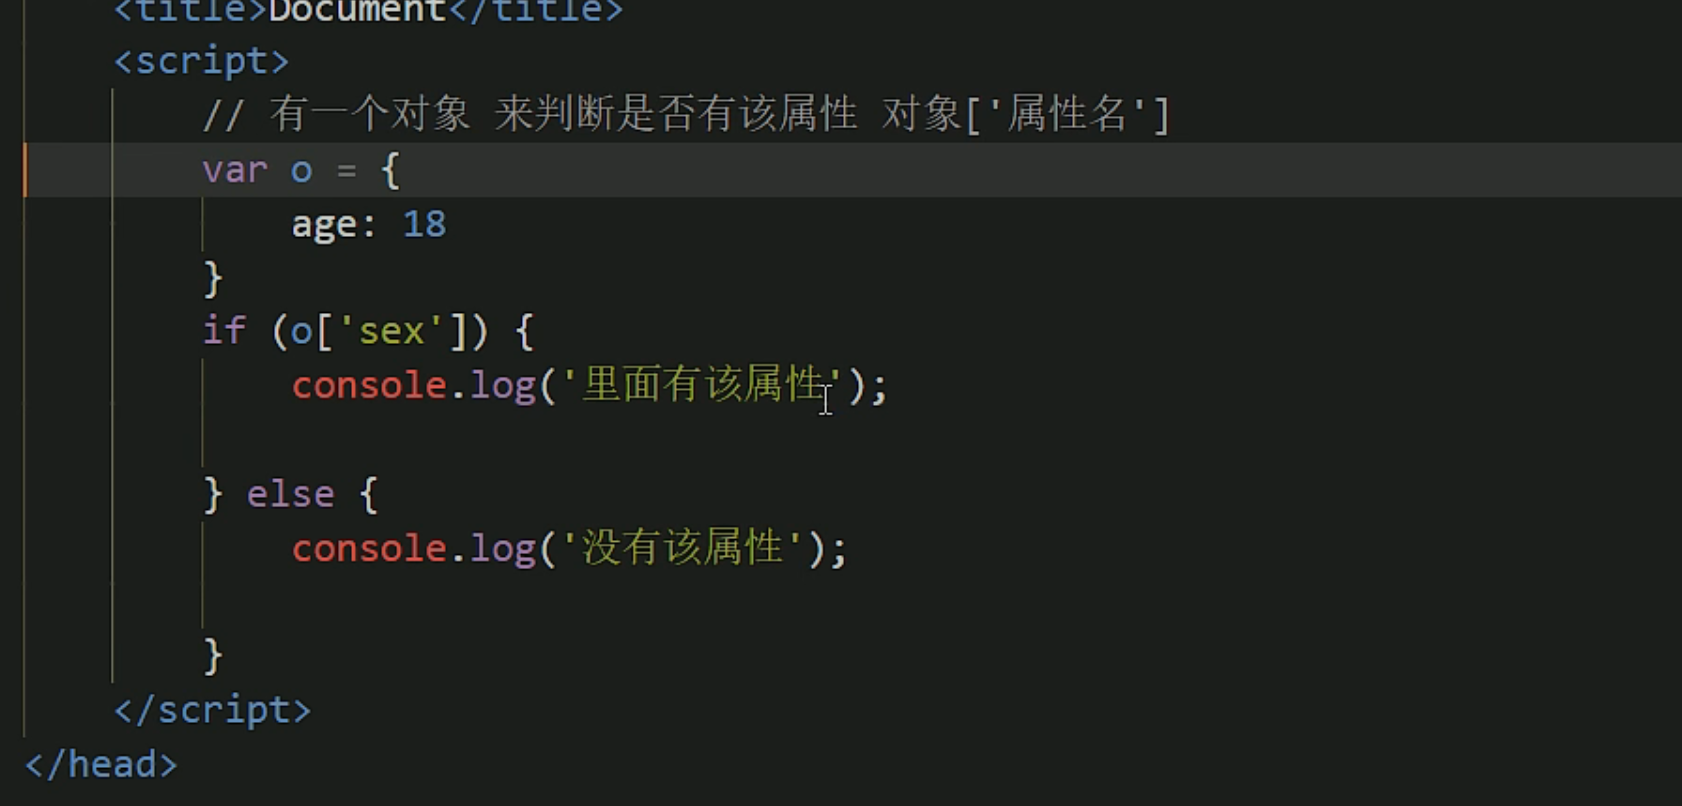 <title>Document</title>
<script>
// 有一个对象 来判断是否有该属性 对象['属性名']
var o = {
age: 18
}
if (o['sex']) {
console.log('里面有该属性');
} else {
console.log('没有该属性');
}
</script>
</head>